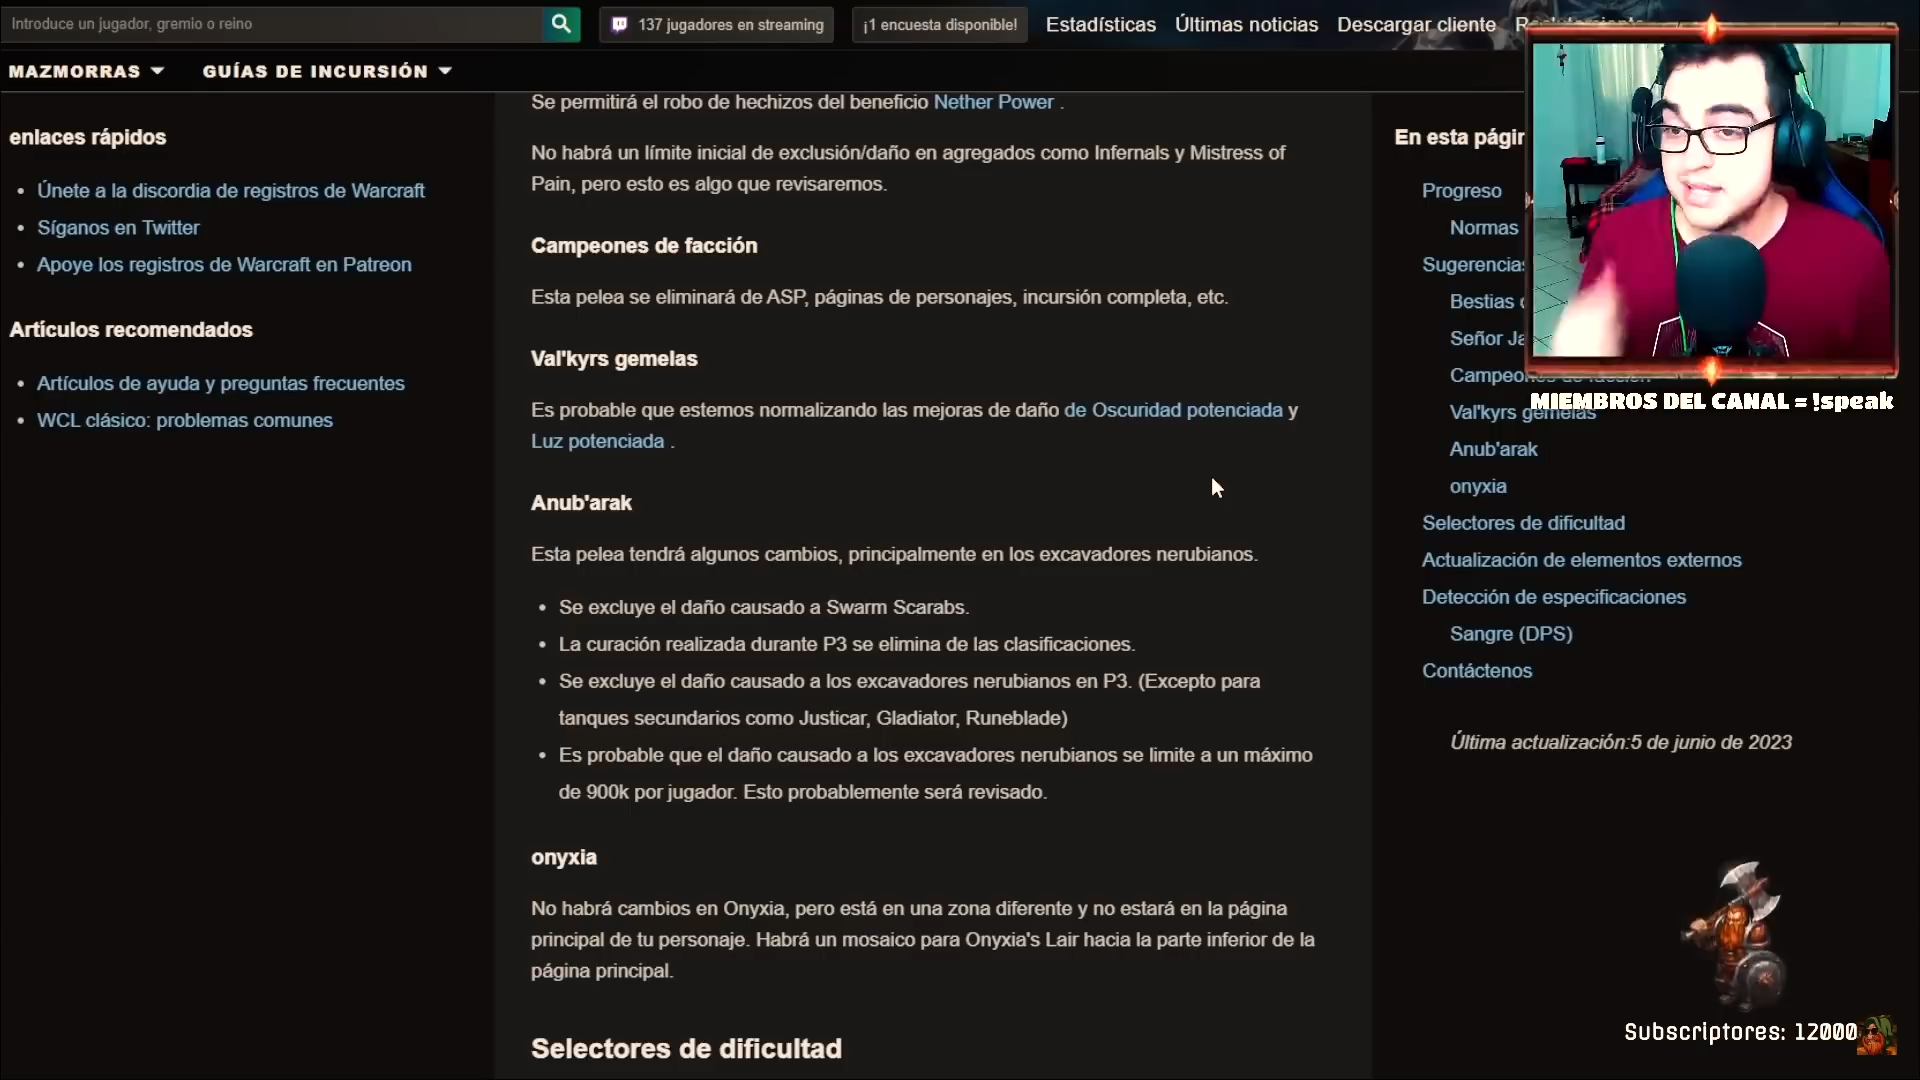 Introduce un jugador, gremio o reino
137 jugadores en streaming
¡1 encuesta disponible!
Estadísticas
Últimas noticias
Descargar cliente
MAZMORRAS
GUÍAS DE INCURSIÓN
enlaces rápidos
Únete a la discordia de registros de Warcraft
Síganos en Twitter
Apoye los registros de Warcraft en Patreon
Artículos recomendados
Artículos de ayuda y preguntas frecuentes
WCL clásico: problemas comunes
Se permitirá el robo de hechizos del beneficio Nether Power .
No habrá un límite inicial de exclusión/daño en agregados como Infernals y Mistress of
Pain, pero esto es algo que revisaremos.
Campeones de facción
Esta pelea se eliminará de ASP, páginas de personajes, incursión completa, etc.
Val'kyrs gemelas
Es probable que estemos normalizando las mejoras de daño de Oscuridad potenciada y
Luz potenciada .
Anub'arak
Esta pelea tendrá algunos cambios, principalmente en los excavadores nerubianos.
Se excluye el daño causado a Swarm Scarabs.
La curación realizada durante P3 se elimina de las clasificaciones.
Se excluye el daño causado a los excavadores nerubianos en P3. (Excepto para
tanques secundarios como Justicar, Gladiator, Runeblade)
Es probable que el daño causado a los excavadores nerubianos se limite a un máximo
de 900k por jugador. Esto probablemente será revisado.
onyxia
No habrá cambios en Onyxia, pero está en una zona diferente y no estará en la página
principal de tu personaje. Habrá un mosaico para Onyxia's Lair hacia la parte inferior de la
página principal.
Selectores de dificultad
En esta págin
Progreso
Normas
Sugerencias
Bestias
Señor Ja
Campeones de facción
MIEMBROS DEL CANAL = !speak
Val'kyrs gemelas
Anub'arak
onyxia
Selectores de dificultad
Actualización de elementos externos
Detección de especificaciones
Sangre (DPS)
Contáctenos
Última actualización:5 de junio de 2023
Subscriptores: 12000